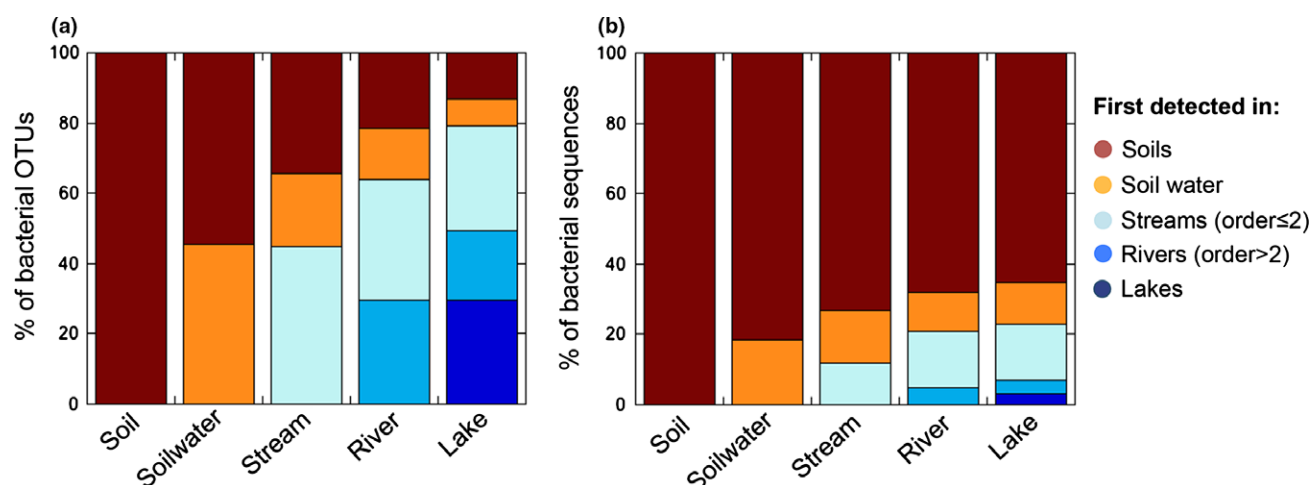 (a)
% of bacterial OTUs
100
80
60
40
20
0
Soil
Soilwater
Stream
River
Lake
(b)
% of bacterial sequences
100
80
60
40
20
0
Soil
Soilwater
Stream
River
Lake
First detected in:
Soils
Soil water
Streams (order≤2)
Rivers (order>2)
Lakes